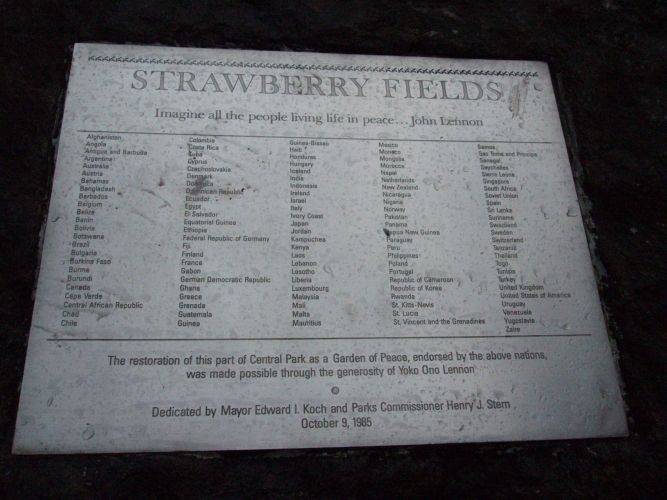 STRAWBERRY FIELDS
Imagine all the people living life in peace... John Lennon
Afghanistan
Angola
Antigua and Barbuda
Argentina
Australia
Austria
Bahamas
Bangladesh
Barbados
Belgium
Belize
Benin
Bolivia
Botswana
Brazil
Bulgaria
Burkina Faso
Burma
Burundi
Canada
Cape Verde
Central African Republic
Chad
Chile
Colombia
Costa Rica
Cuba
Cyprus
Czechoslovakia
Denmark
Dominica
Dominican Republic
Ecuador
Egypt
El Salvador
Equatorial Guinea
Ethiopia
Federal Republic of Germany
Fiji
Finland
France
Gabon
German Democratic Republic
Ghana
Greece
Grenada
Guatemala
Guinea
Guinea-Bissau
Haiti
Honduras
Hungary
Iceland
India
Indonesia
Ireland
Israel
Italy
Ivory Coast
Japan
Jordan
Kampuchea
Kenya
Laos
Lebanon
Lesotho
Liberia
Luxembourg
Malaysia
Mali
Malta
Mauritius
Mexico
Monaco
Mongolia
Morocco
Nepal
Netherlands
New Zealand
Nicaragua
Nigeria
Norway
Pakistan
Panama
Papua New Guinea
Paraguay
Peru
Philippines
Poland
Portugal
Republic of Cameroon
Republic of Korea
Rwanda
St. Kitts-Nevis
St. Lucia
St. Vincent and the Grenadines
Samoa
Sao Tome and Principe
Senegal
Seychelles
Sierra Leone
Singapore
South Africa
Soviet Union
Spain
Sri Lanka
Suriname
Swaziland
Sweden
Switzerland
Tanzania
Thailand
Togo
Tunisia
Turkey
United Kingdom
United States of America
Uruguay
Venezuela
Yugoslavia
Zaire
The restoration of this part of Central Park as a Garden of Peace, endorsed by the above nations,
was made possible through the generosity of Yoko Ono Lennon
Dedicated by Mayor Edward I. Koch and Parks Commissioner Henry J. Stern
October 9, 1985